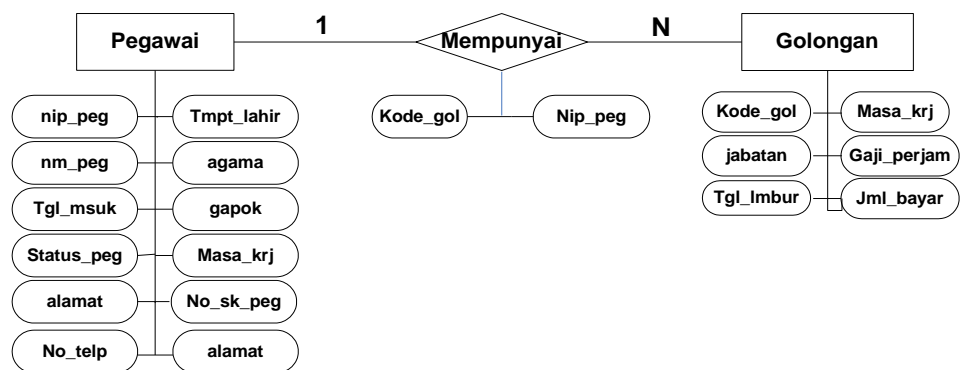 Pegawai 1 Mempunyai N Golongan
nip_peg Tmpt_lahir Kode_gol Nip_peg Kode_gol Masa_krj
nm_peg agama jabatan Gaji_perjam
Tgl_msuk gapok Tgl_lmbur Jml_bayar
Status_peg Masa_krj
alamat No_sk_peg
No_telp alamat